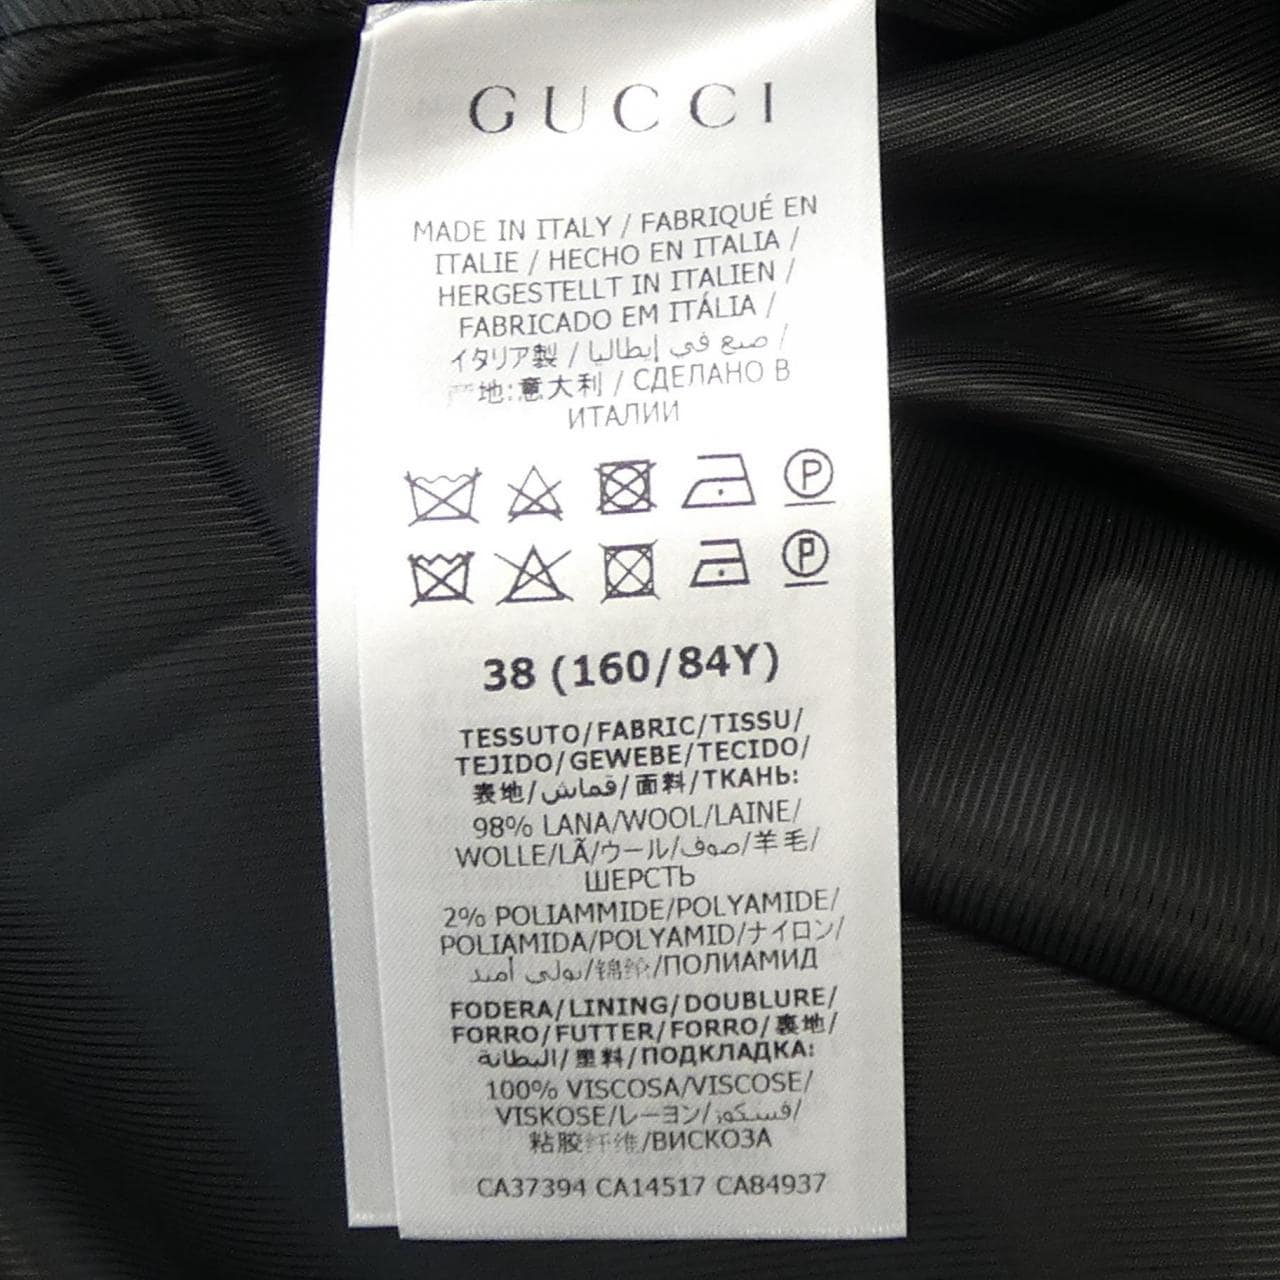 GUCCI
MADE IN ITALY / FABRIQUÉ EN
ITALIE / HECHO EN ITALIA /
HERGESTELLT IN ITALIEN /
FABRICADO EM ITÁLIA /
イタリア製 / صنع في إيطاليا /
产地:意大利 / СДЕЛАНО В
ИТАЛИИ
P
P
38 (160/84Y)
TESSUTO/FABRIC/TISSU/
TEJIDO/GEWEBE/TECIDO/
表地/قماش/面料/ТКАНЬ:
98% LANA/WOOL/LAINE/
WOLLE/LÃ/ウール/صوف/羊毛/
ШЕРСТЬ
2% POLIAMMIDE/POLYAMIDE/
POLIAMIDA/POLYAMID/ナイロン/
بولي أميد/锦纶/ПОЛИАМИД
FODERA/LINING/DOUBLURE/
FORRO/FUTTER/FORRO/裏地/
البطانة/里料/ПОДКЛАДКА:
100% VISCOSA/VISCOSE/
VISKOSE/レーヨン/فسكوز/
粘胶纤维/ВИСКОЗА
CA37394 CA14517 CA84937